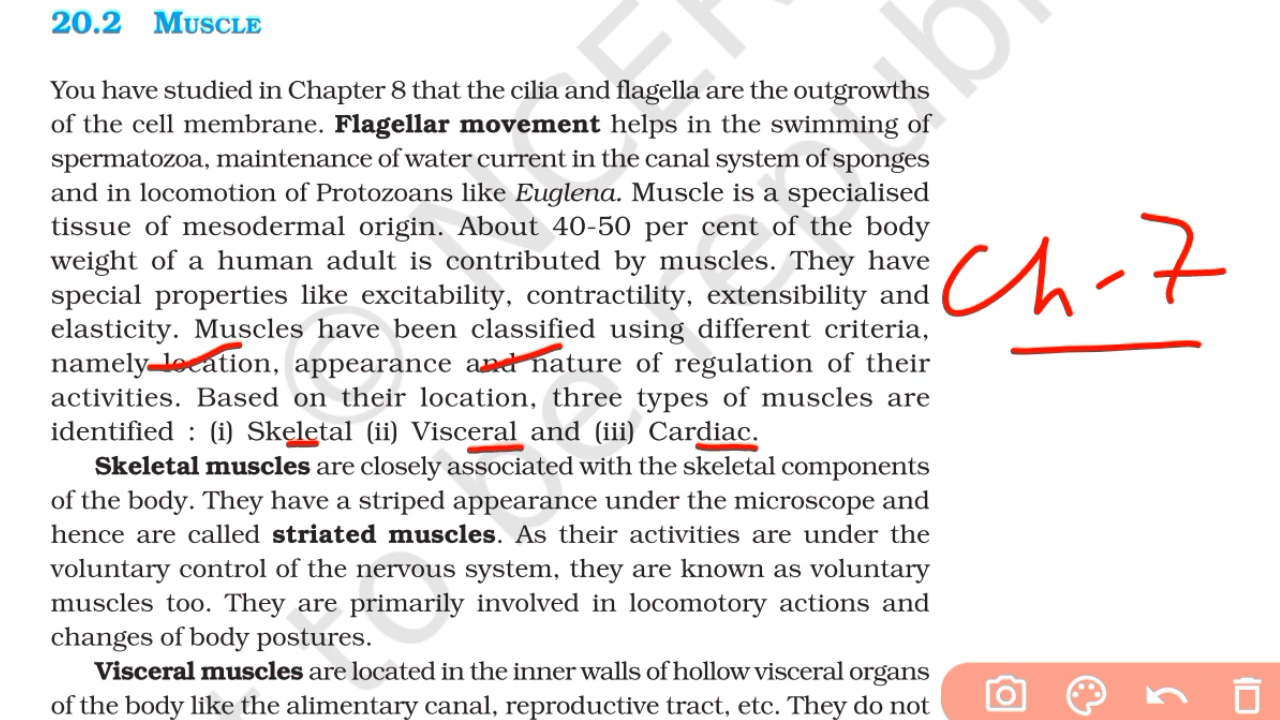 20.2 MUSCLE
You have studied in Chapter 8 that the cilia and flagella are the outgrowths
of the cell membrane. Flagellar movement helps in the swimming of
spermatozoa, maintenance of water current in the canal system of sponges
and in locomotion of Protozoans like Euglena. Muscle is a specialised
tissue of mesodermal origin. About 40-50 per cent of the body
weight of a human adult is contributed by muscles. They have
special properties like excitability, contractility, extensibility and
elasticity. Muscles have been classified using different criteria,
namely location, appearance and nature of regulation of their
activities. Based on their location, three types of muscles are
identified : (i) Skeletal (ii) Visceral and (iii) Cardiac.
Skeletal muscles are closely associated with the skeletal components
of the body. They have a striped appearance under the microscope and
hence are called striated muscles. As their activities are under the
voluntary control of the nervous system, they are known as voluntary
muscles too. They are primarily involved in locomotory actions and
changes of body postures.
Visceral muscles are located in the inner walls of hollow visceral organs
of the body like the alimentary canal, reproductive tract, etc. They do not
Ch-7
© NCER
t to be republ